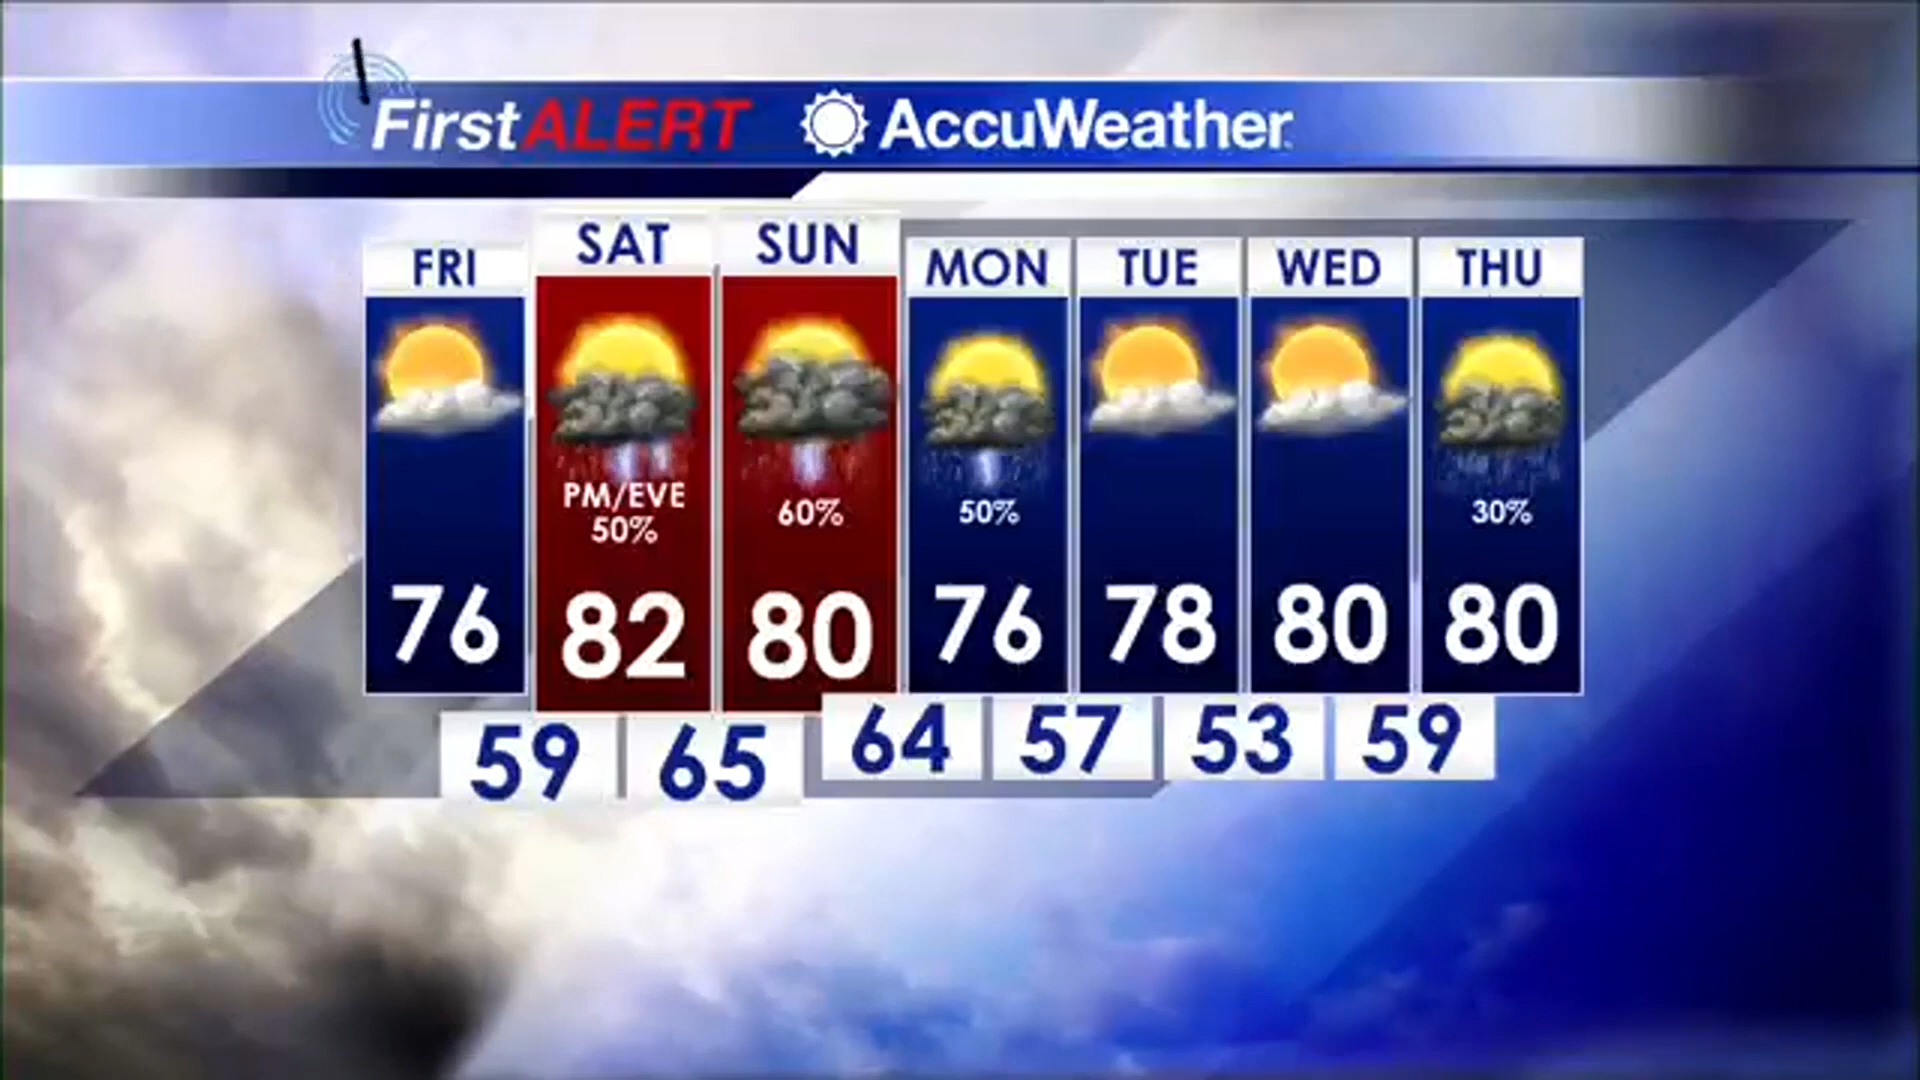 FirstALERT AccuWeather
FRI SAT SUN MON TUE WED THU
PM/EVE
50% 60% 50% 30%
76 82 80 76 78 80 80
59 65 64 57 53 59